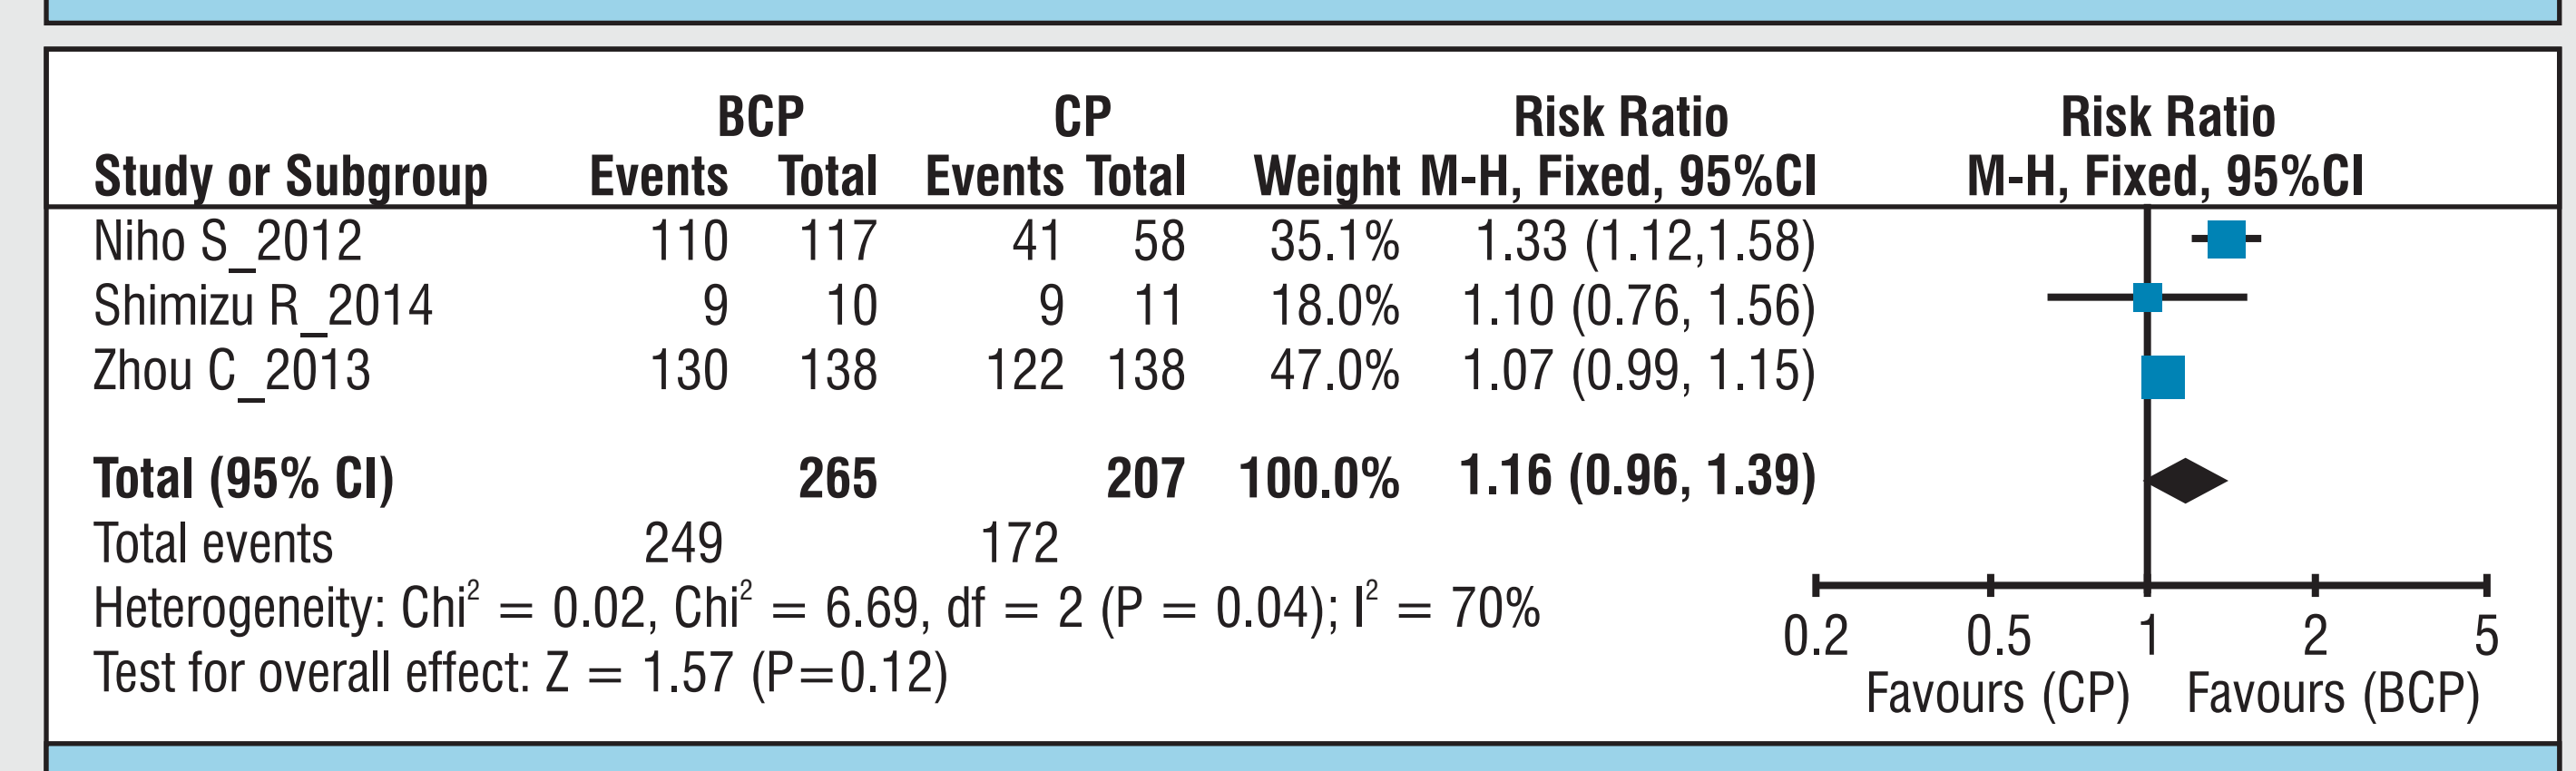 BCP CP Risk Ratio Risk Ratio
Study or Subgroup Events Total Events Total Weight M-H, Fixed, 95%CI M-H, Fixed, 95%CI
Niho S_2012 110 117 41 58 35.1% 1.33 (1.12,1.58)
Shimizu R_2014 9 10 9 11 18.0% 1.10 (0.76, 1.56)
Zhou C_2013 130 138 122 138 47.0% 1.07 (0.99, 1.15)
Total (95% CI) 265 207 100.0% 1.16 (0.96, 1.39)
Total events 249 172
Heterogeneity: Chi² = 0.02, Chi² = 6.69, df = 2 (P = 0.04); I² = 70%
Test for overall effect: Z = 1.57 (P=0.12)
0.2 0.5 1 2 5
Favours (CP) Favours (BCP)